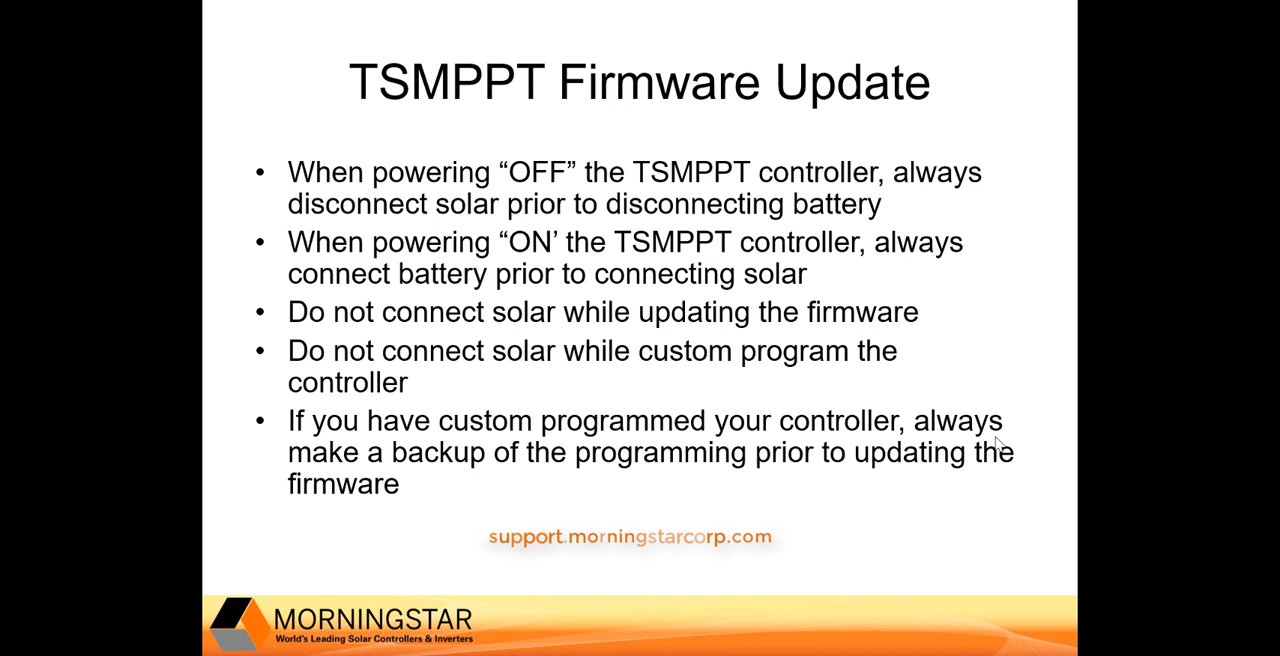 TSMPPT Firmware Update
• When powering “OFF” the TSMPPT controller, always
disconnect solar prior to disconnecting battery
• When powering “ON’ the TSMPPT controller, always
connect battery prior to connecting solar
• Do not connect solar while updating the firmware
• Do not connect solar while custom program the
controller
• If you have custom programmed your controller, always
make a backup of the programming prior to updating the
firmware
support.morningstarcorp.com
MORNINGSTAR
World's Leading Solar Controllers & Inverters